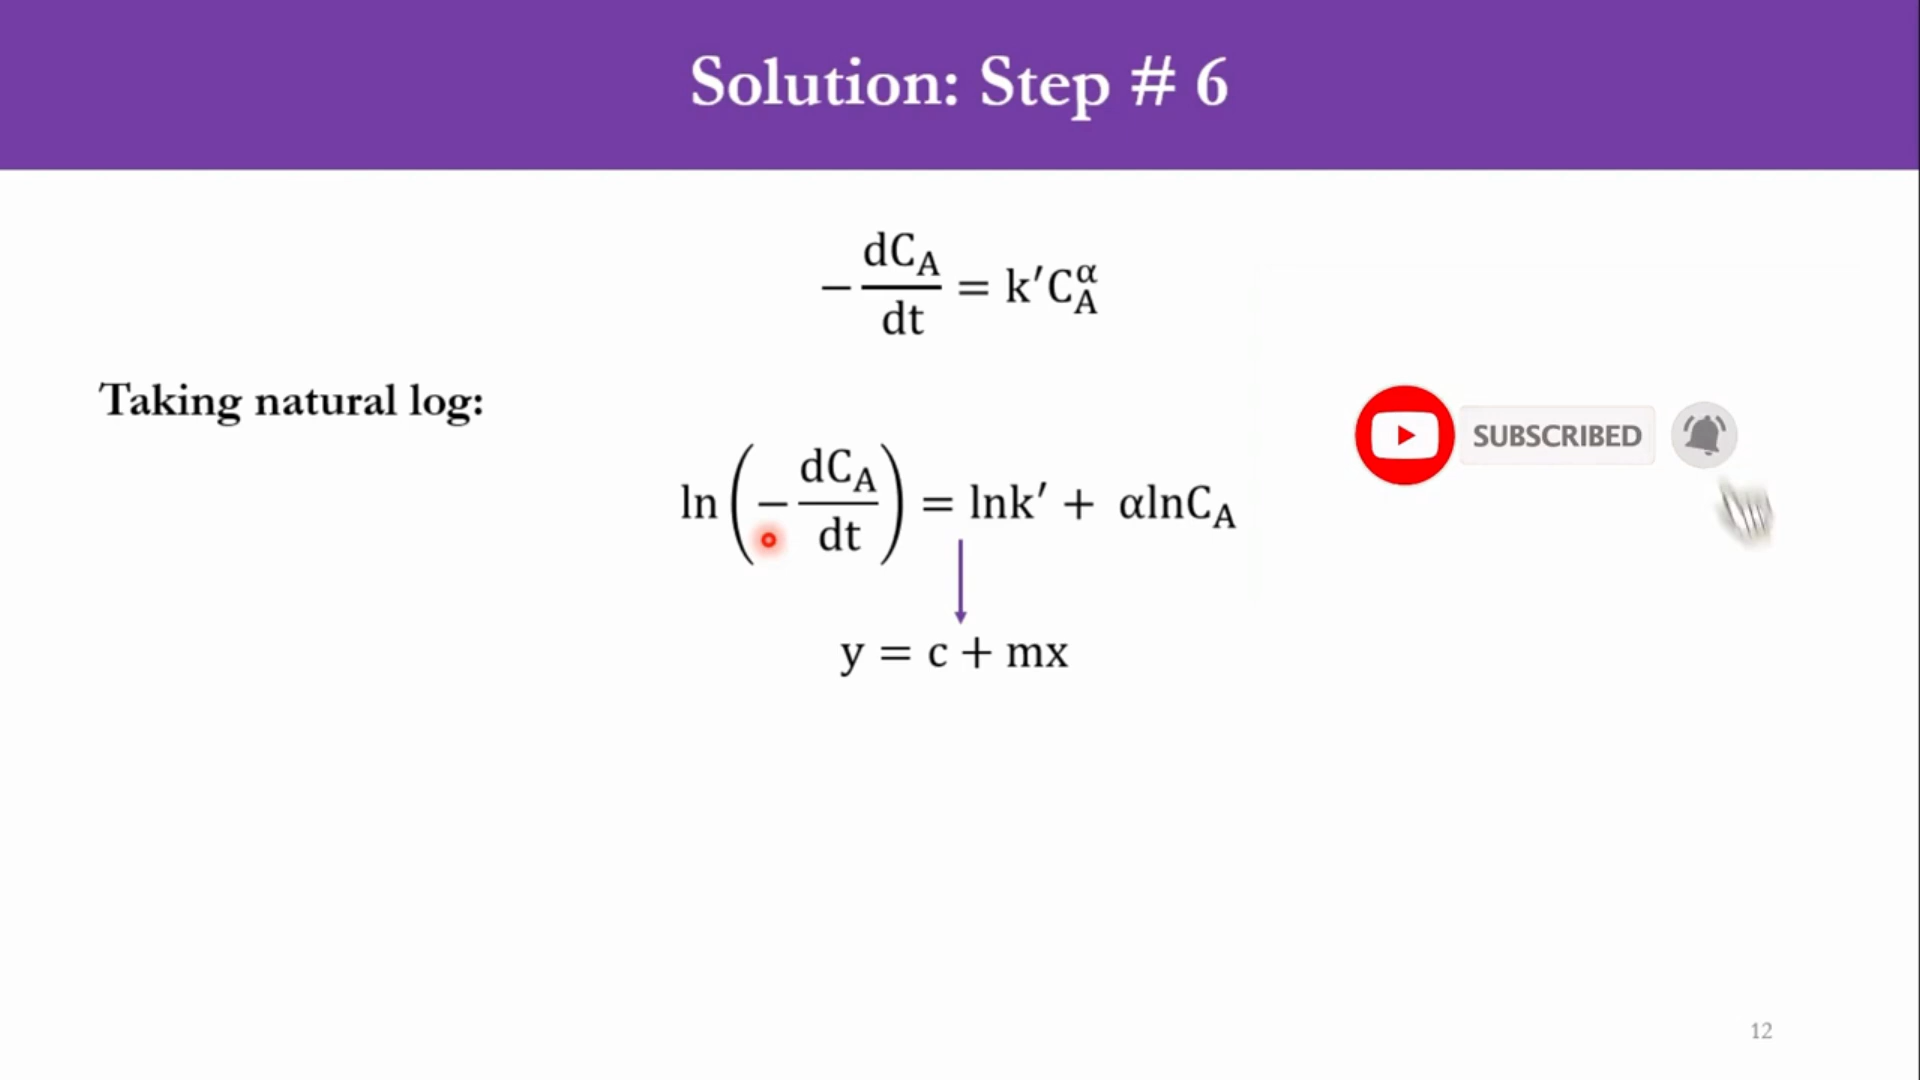 Solution: Step # 6
−dC_A/dt = k′C_A^α
Taking natural log:
ln(−dC_A/dt) = lnk′ + αlnC_A
SUBSCRIBED
y = c + mx
12